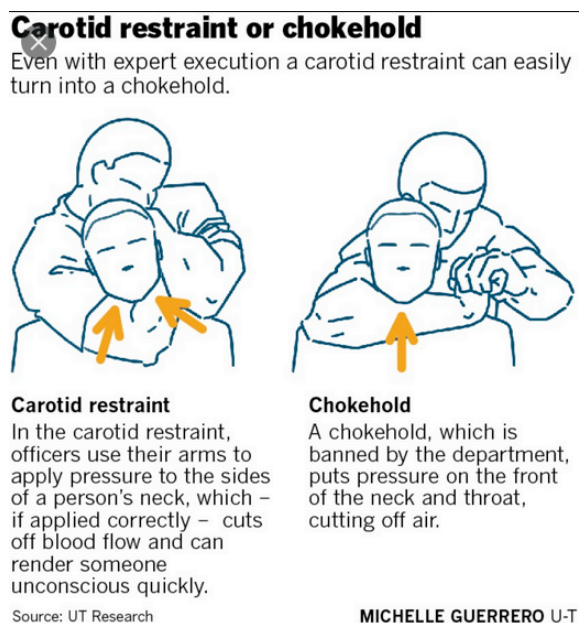 Carotid restraint or chokehold
Even with expert execution a carotid restraint can easily
turn into a chokehold.
Carotid restraint
In the carotid restraint,
officers use their arms to
apply pressure to the sides
of a person's neck, which –
if applied correctly – cuts
off blood flow and can
render someone
unconscious quickly.
Chokehold
A chokehold, which is
banned by the department,
puts pressure on the front
of the neck and throat,
cutting off air.
Source: UT Research
MICHELLE GUERRERO U-T